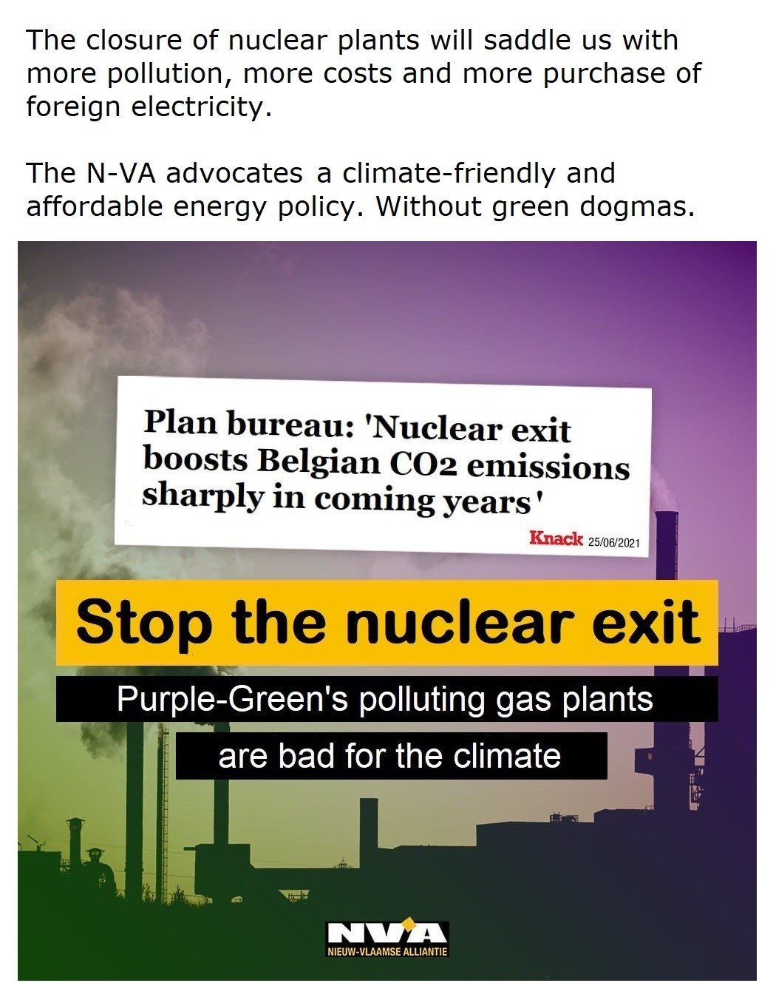 The closure of nuclear plants will saddle us with
more pollution, more costs and more purchase of
foreign electricity.
The N-VA advocates a climate-friendly and
affordable energy policy. Without green dogmas.
Plan bureau: 'Nuclear exit
boosts Belgian CO2 emissions
sharply in coming years'
Knack 25/06/2021
Stop the nuclear exit
Purple-Green's polluting gas plants
are bad for the climate
N-VA
NIEUW-VLAAMSE ALLIANTIE